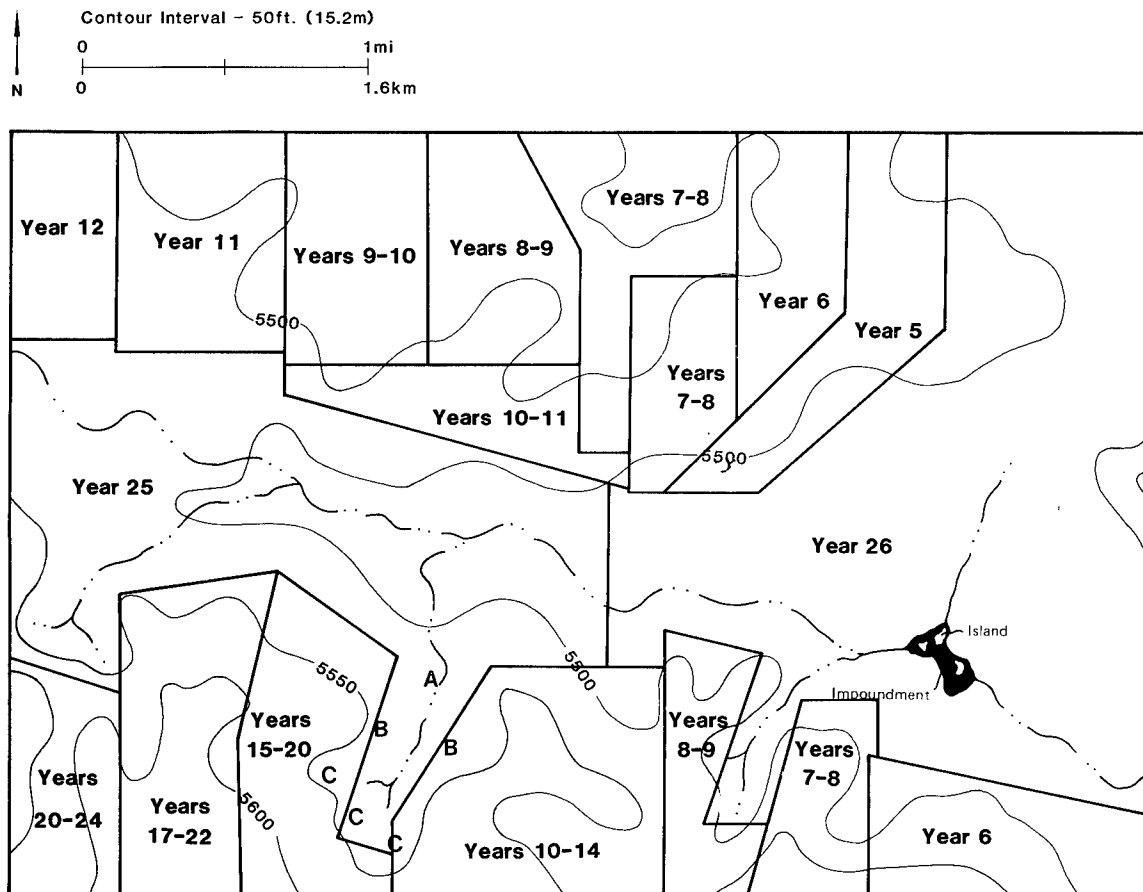 Contour Interval - 50ft. (15.2m)
0 1mi
N
0 1.6km
Years 7-8
Year 12
Year 11
Years 9-10
Years 8-9
Year 6
5500
Year 5
Years
7-8
Years 10-11
5500
Year 25
Year 26
Island
5550
5500
A
Impoundment
Years
15-20
B
B
Years
8-9
Years
7-8
C
Years
20-24
Years
17-22
5600
C
C
Years 10-14
Year 6